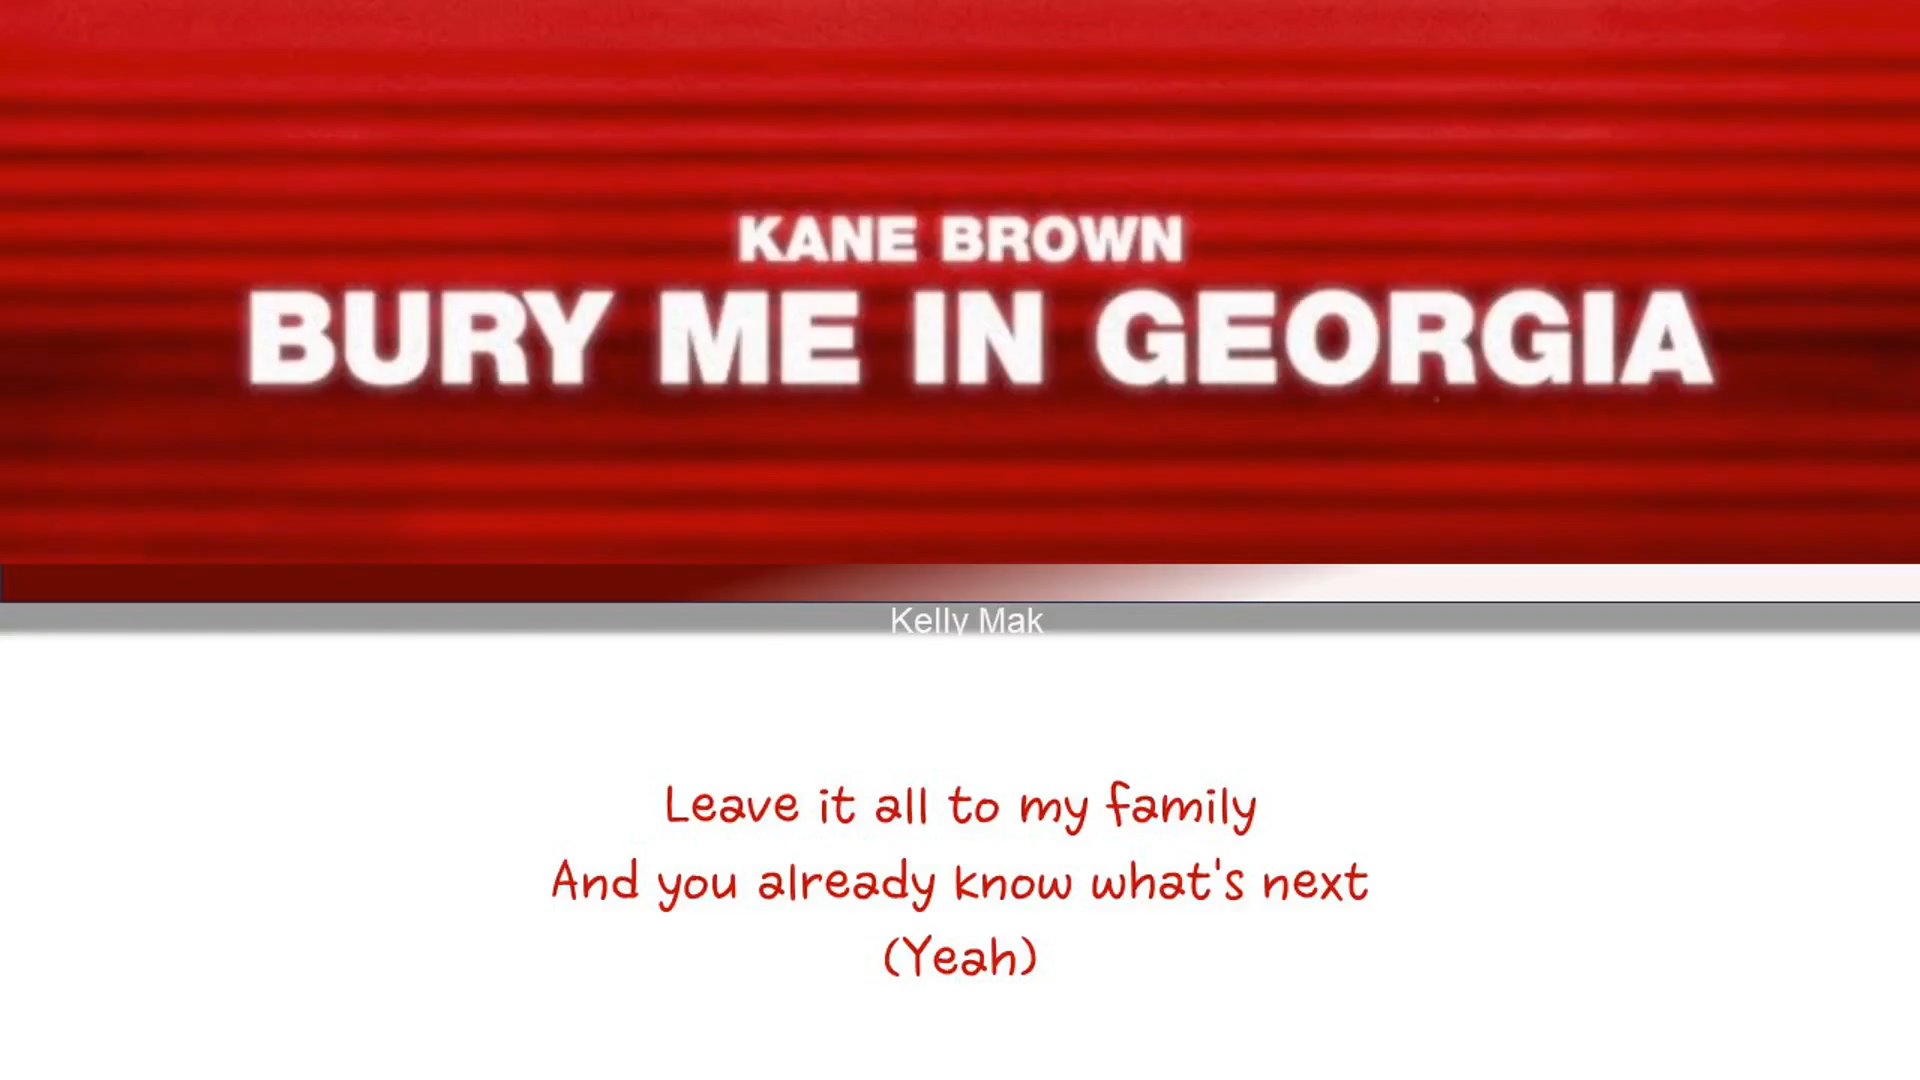 KANE BROWN
BURY ME IN GEORGIA
Kelly Mak
Leave it all to my family
And you already know what's next
(Yeah)